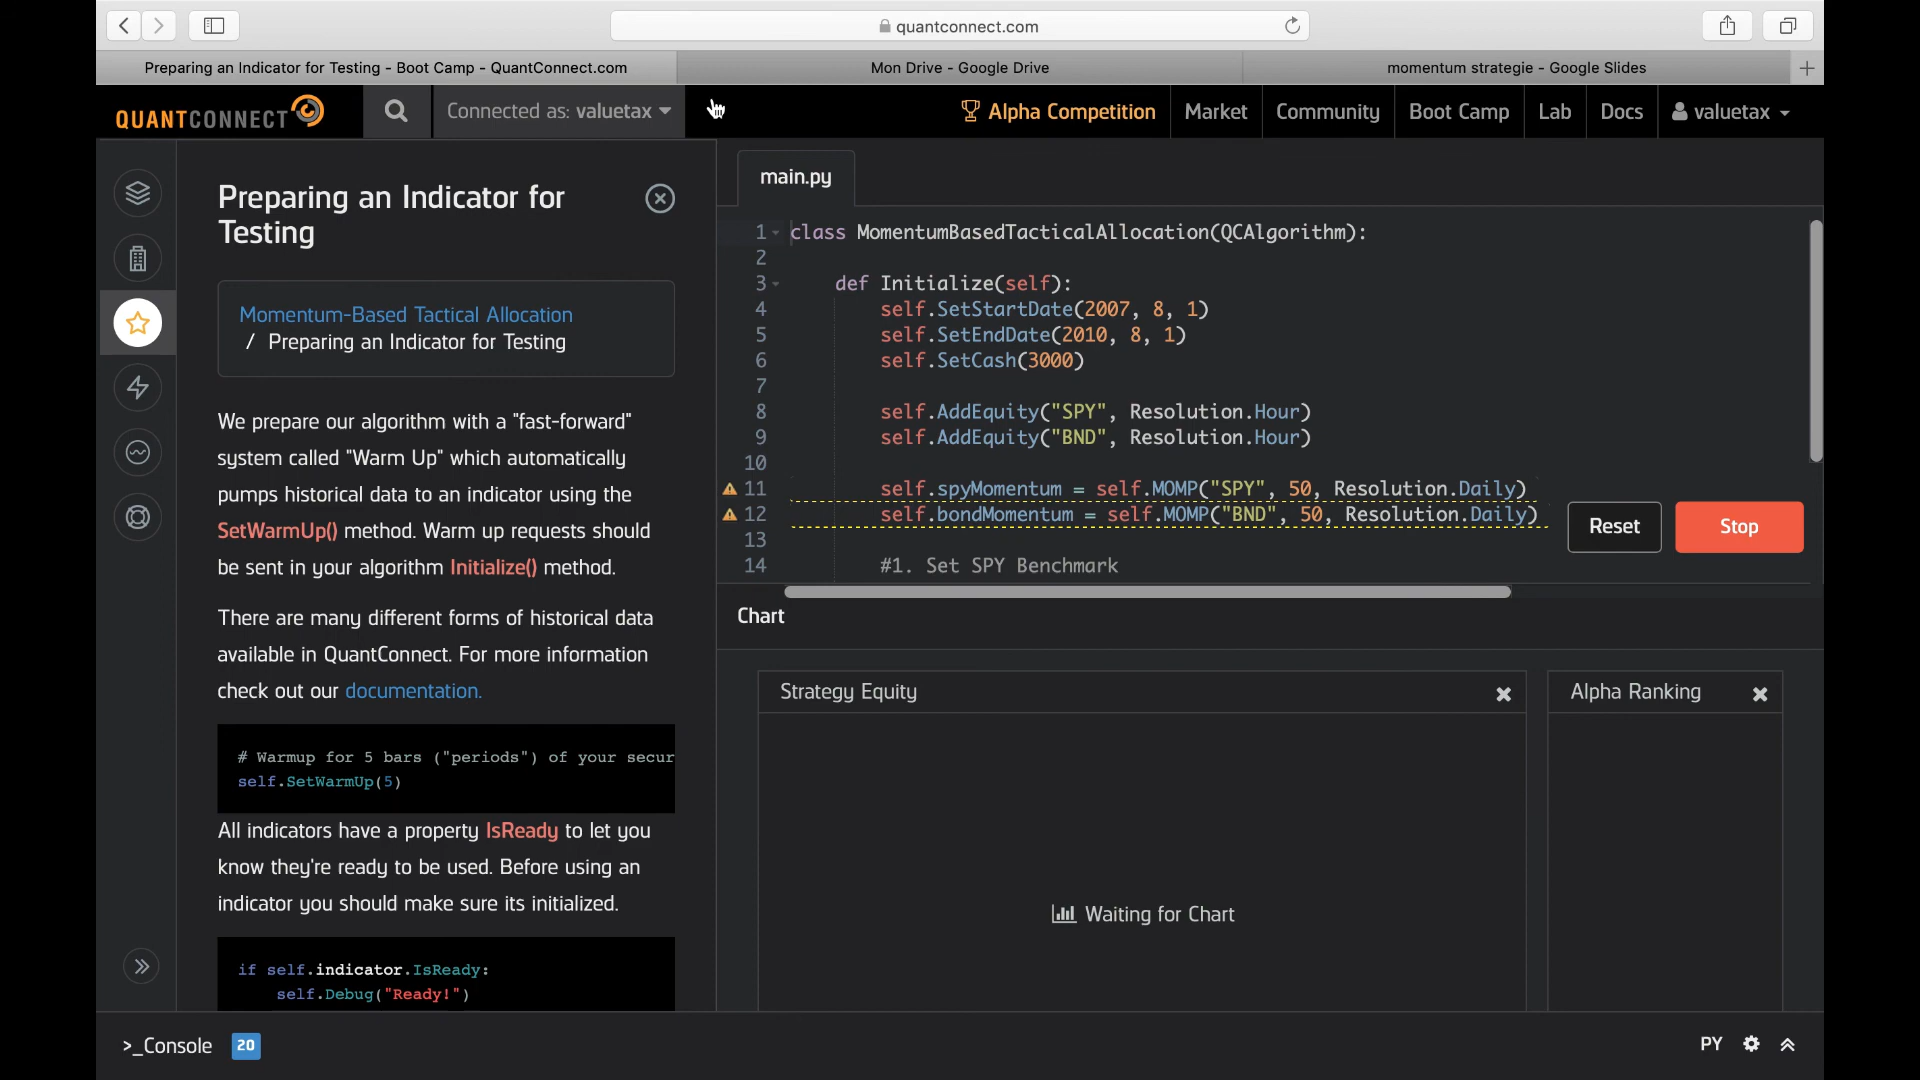 quantconnect.com
Preparing an Indicator for Testing - Boot Camp - QuantConnect.com
Mon Drive - Google Drive
momentum strategie - Google Slides
QUANTCONNECT
Connected as: valuetax
Alpha Competition
Market
Community
Boot Camp
Lab
Docs
valuetax
Preparing an Indicator for
Testing
Momentum-Based Tactical Allocation
/ Preparing an Indicator for Testing
We prepare our algorithm with a "fast-forward"
system called "Warm Up" which automatically
pumps historical data to an indicator using the
SetWarmUp() method. Warm up requests should
be sent in your algorithm Initialize() method.
There are many different forms of historical data
available in QuantConnect. For more information
check out our documentation.
# Warmup for 5 bars ("periods") of your secur
self.SetWarmUp(5)
All indicators have a property IsReady to let you
know they're ready to be used. Before using an
indicator you should make sure its initialized.
if self.indicator.IsReady:
self.Debug("Ready!")
main.py
1 class MomentumBasedTacticalAllocation(QCAlgorithm):
2
3 def Initialize(self):
4 self.SetStartDate(2007, 8, 1)
5 self.SetEndDate(2010, 8, 1)
6 self.SetCash(3000)
7
8 self.AddEquity("SPY", Resolution.Hour)
9 self.AddEquity("BND", Resolution.Hour)
10
11 self.spyMomentum = self.MOMP("SPY", 50, Resolution.Daily)
12 self.bondMomentum = self.MOMP("BND", 50, Resolution.Daily)
13
14 #1. Set SPY Benchmark
Reset
Stop
Chart
Strategy Equity
Alpha Ranking
Waiting for Chart
>_Console 20
PY